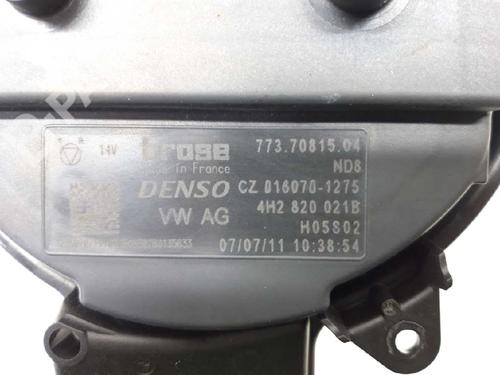 14V brose 773.70815.04
Made in France ND8
DENSO CZ 016070-1275
VW AG 4H2 820 021B
H05S02
07/07/11 10:38:54